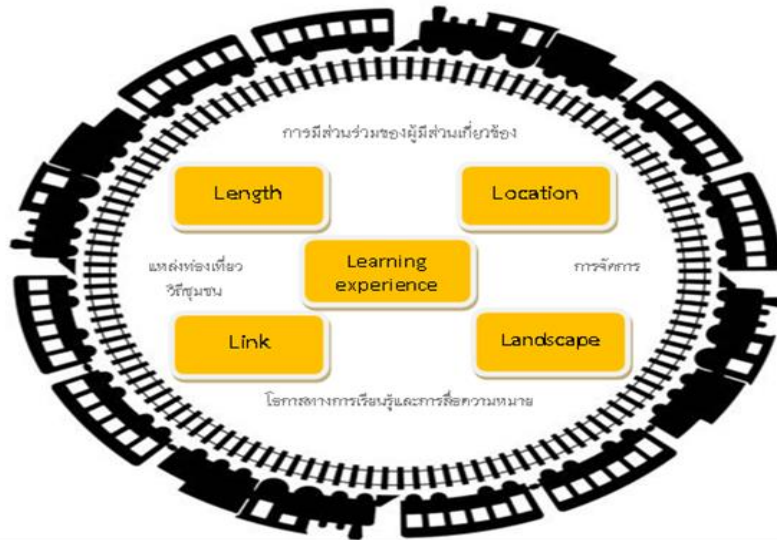 การมีส่วนร่วมของผู้มีส่วนเกี่ยวข้อง
Length
Location
แหล่งท่องเที่ยว
วิถีชุมชน
Learning
experience
การจัดการ
Link
Landscape
โอกาสทางการเรียนรู้และการสื่อความหมาย